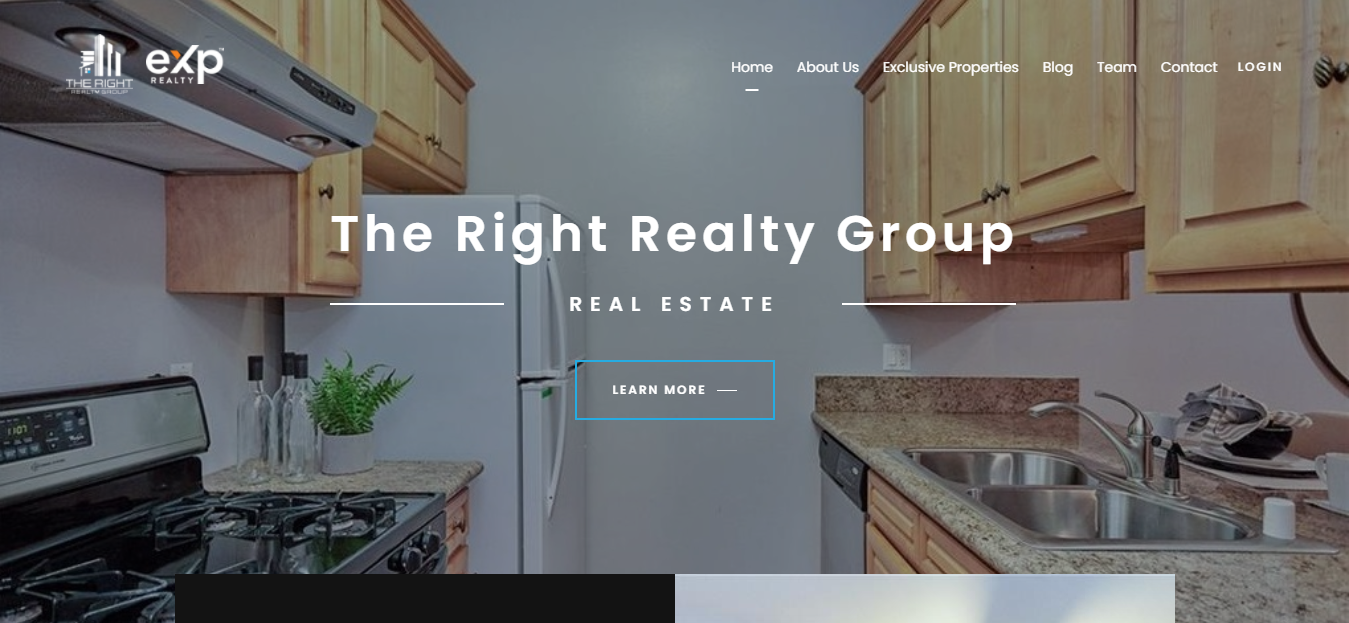 THE RIGHT
REALTY GROUP
eXp
REALTY
Home About Us Exclusive Properties Blog Team Contact LOGIN
The Right Realty Group
REAL ESTATE
LEARN MORE
1107